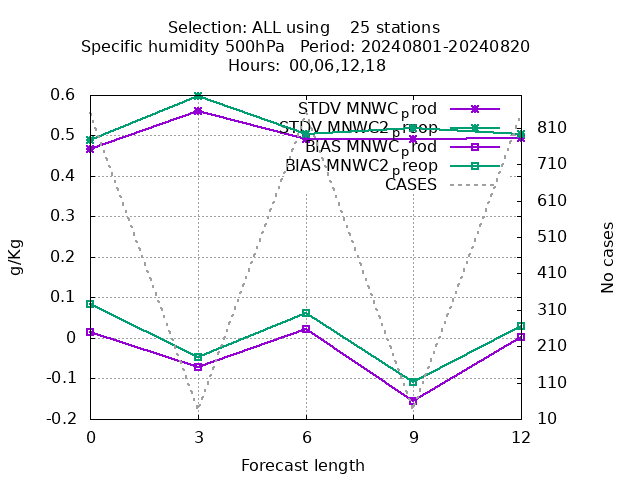 Selection: ALL using 25 stations
Specific humidity 500hPa Period: 20240801-20240820
Hours: 00,06,12,18
STDV MNWC_prod
STDV MNWC2_preop
BIAS MNWC_prod
BIAS MNWC2_preop
CASES
0.6
0.5
0.4
0.3
0.2
0.1
0
-0.1
-0.2
g/Kg
810
710
610
510
410
310
210
110
10
No cases
0 3 6 9 12
Forecast length